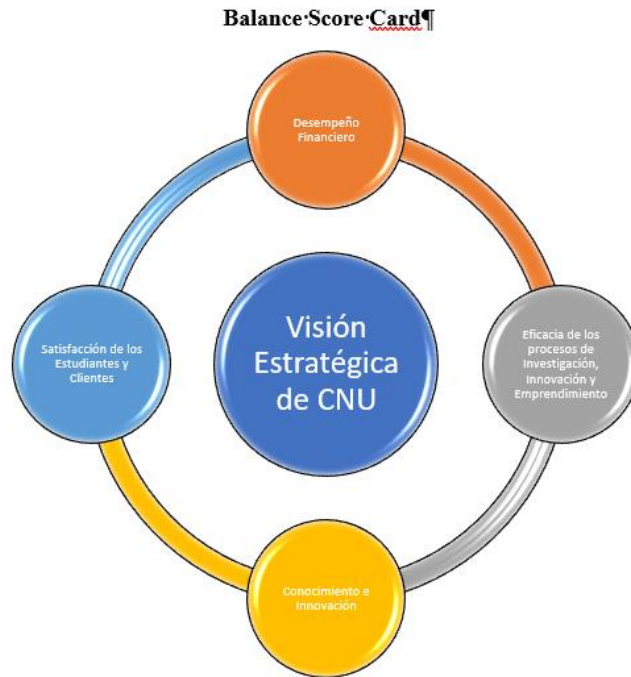 Balance Score Card¶
Desempeño
Financiero
Visión
Estratégica
de CNU
Satisfacción de los
Estudiantes y
Clientes
Eficacia de los
procesos de
Investigación,
Innovación y
Emprendimiento
Conocimiento e
Innovación